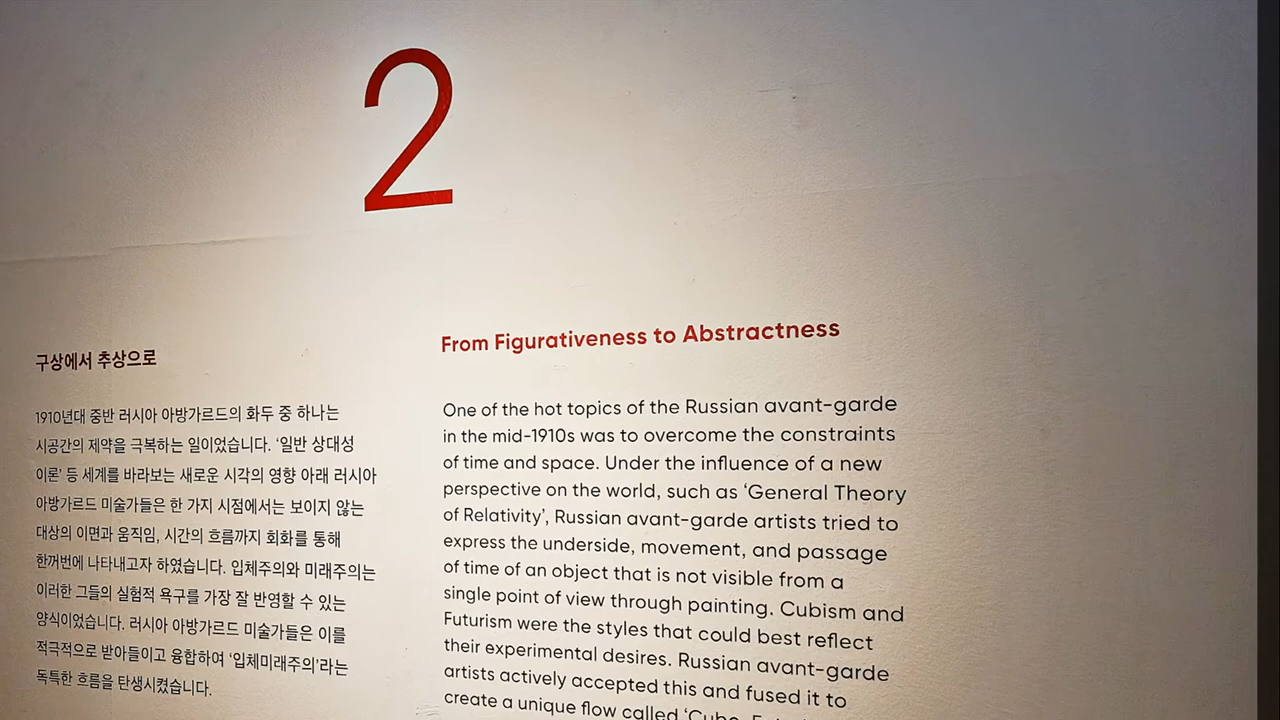 2
구상에서 추상으로
1910년대 중반 러시아 아방가르드의 화두 중 하나는
시공간의 제약을 극복하는 일이었습니다. ‘일반 상대성
이론’ 등 세계를 바라보는 새로운 시각의 영향 아래 러시아
아방가르드 미술가들은 한 가지 시점에서는 보이지 않는
대상의 이면과 움직임, 시간의 흐름까지 회화를 통해
한꺼번에 나타내고자 하였습니다. 입체주의와 미래주의는
이러한 그들의 실험적 욕구를 가장 잘 반영할 수 있는
양식이었습니다. 러시아 아방가르드 미술가들은 이를
적극적으로 받아들이고 융합하여 ‘입체미래주의’라는
독특한 흐름을 탄생시켰습니다.
From Figurativeness to Abstractness
One of the hot topics of the Russian avant-garde
in the mid-1910s was to overcome the constraints
of time and space. Under the influence of a new
perspective on the world, such as ‘General Theory
of Relativity’, Russian avant-garde artists tried to
express the underside, movement, and passage
of time of an object that is not visible from a
single point of view through painting. Cubism and
Futurism were the styles that could best reflect
their experimental desires. Russian avant-garde
artists actively accepted this and fused it to
create a unique flow called